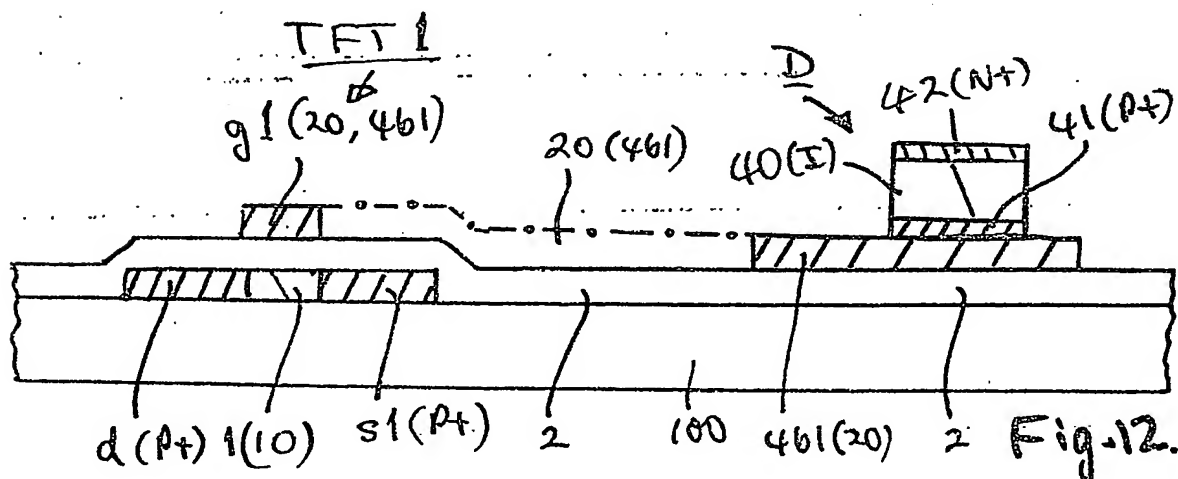 TFT 1
g1(20, 461)
20(461)
D
42(N+)
41(P+)
40(I)
d(P+)
1(10)
s1(P+)
2
100
461(20)
2
Fig.12.